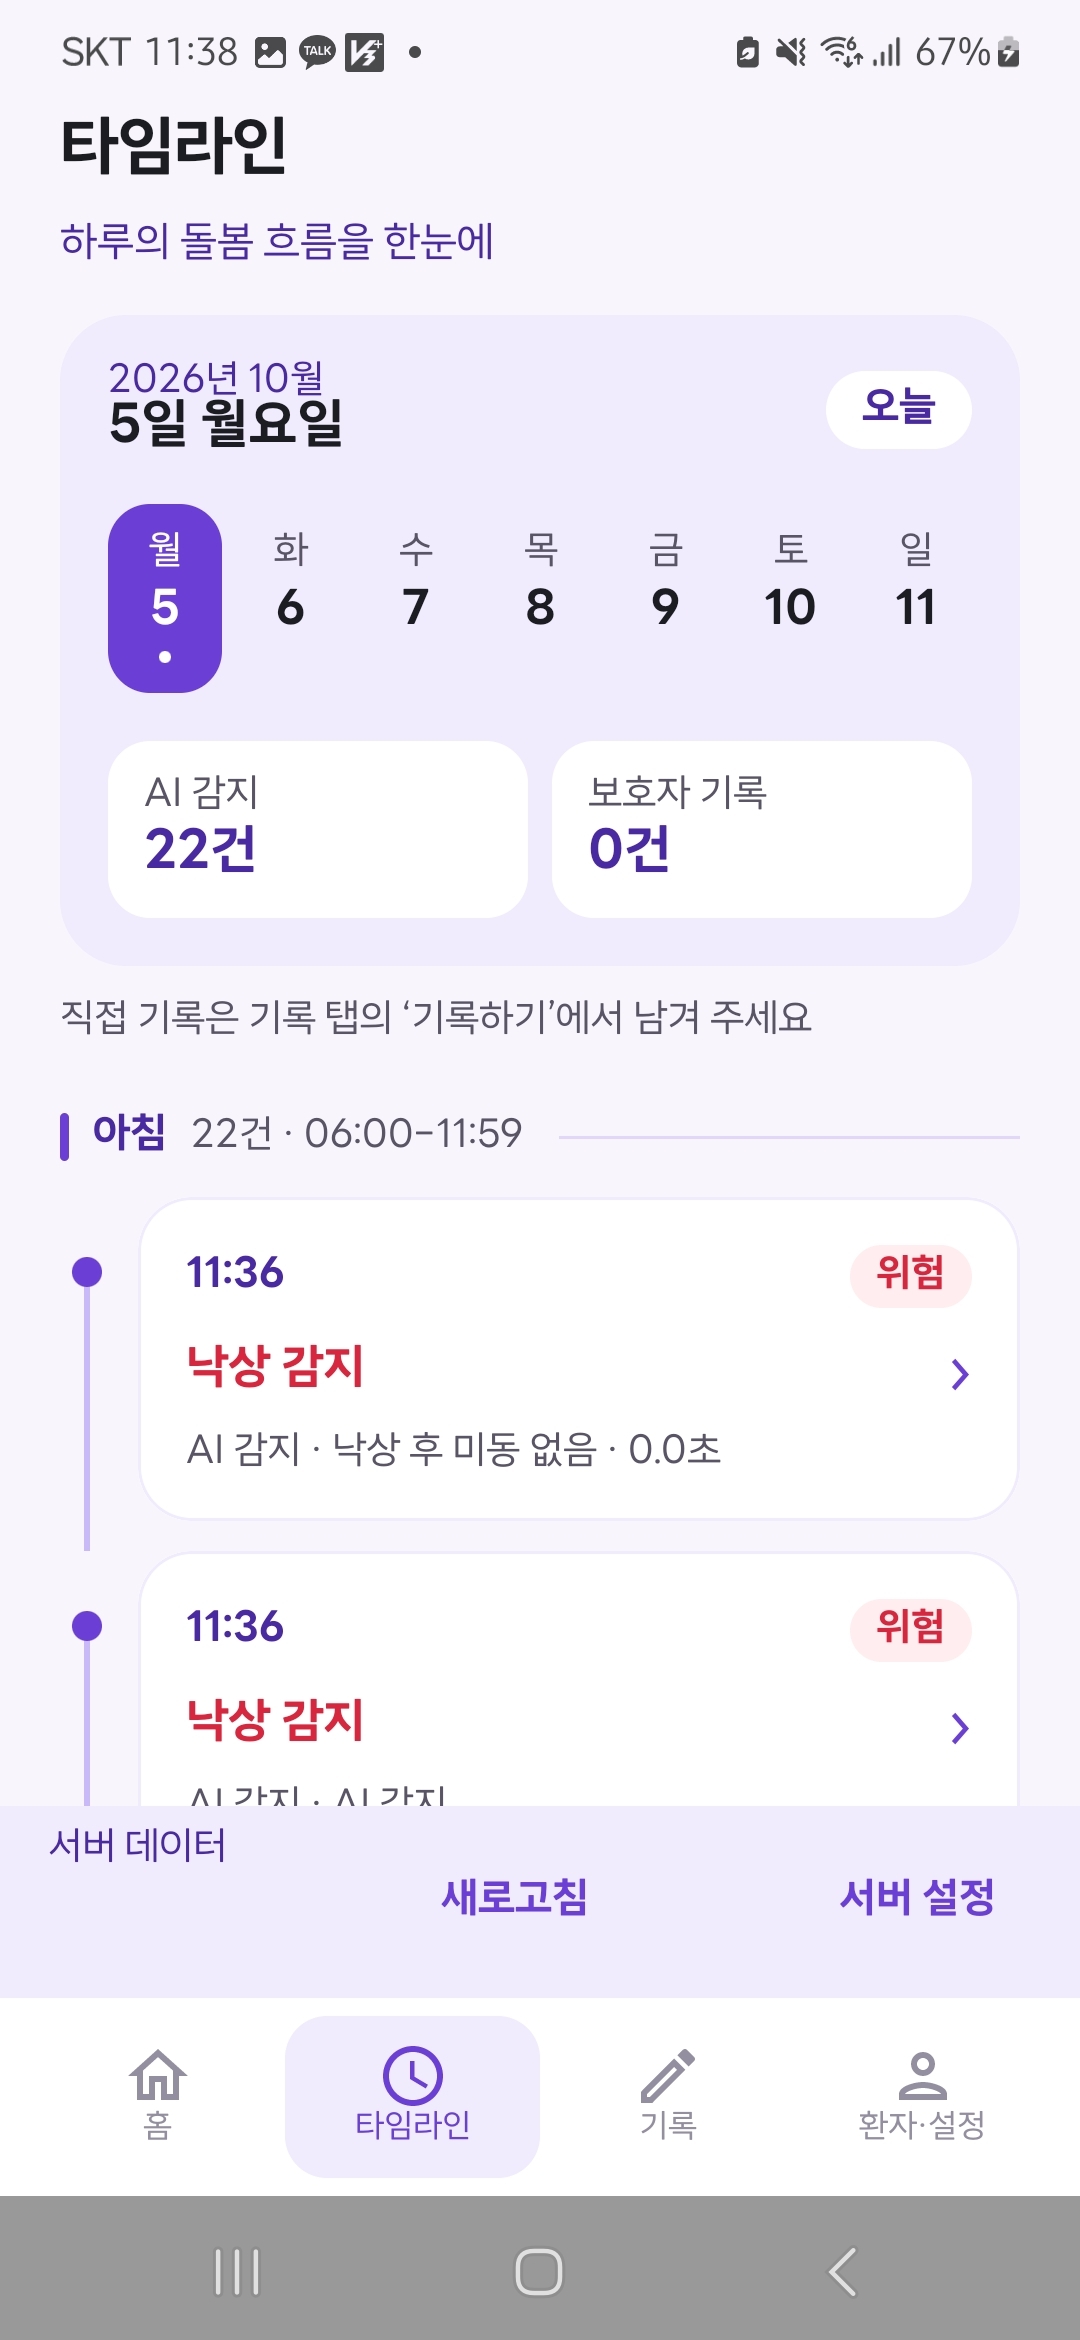 SKT 11:38 TALK V3+ 67%
타임라인
하루의 돌봄 흐름을 한눈에
2026년 10월
5일 월요일
오늘
월 화 수 목 금 토 일
5 6 7 8 9 10 11
AI 감지
22건
보호자 기록
0건
직접 기록은 기록 탭의 ‘기록하기’에서 남겨 주세요
아침 22건 · 06:00-11:59
11:36 위험
낙상 감지
AI 감지 · 낙상 후 미동 없음 · 0.0초
11:36 위험
낙상 감지
AI 감지 · AI 감지
서버 데이터
새로고침 서버 설정
홈 타임라인 기록 환자·설정